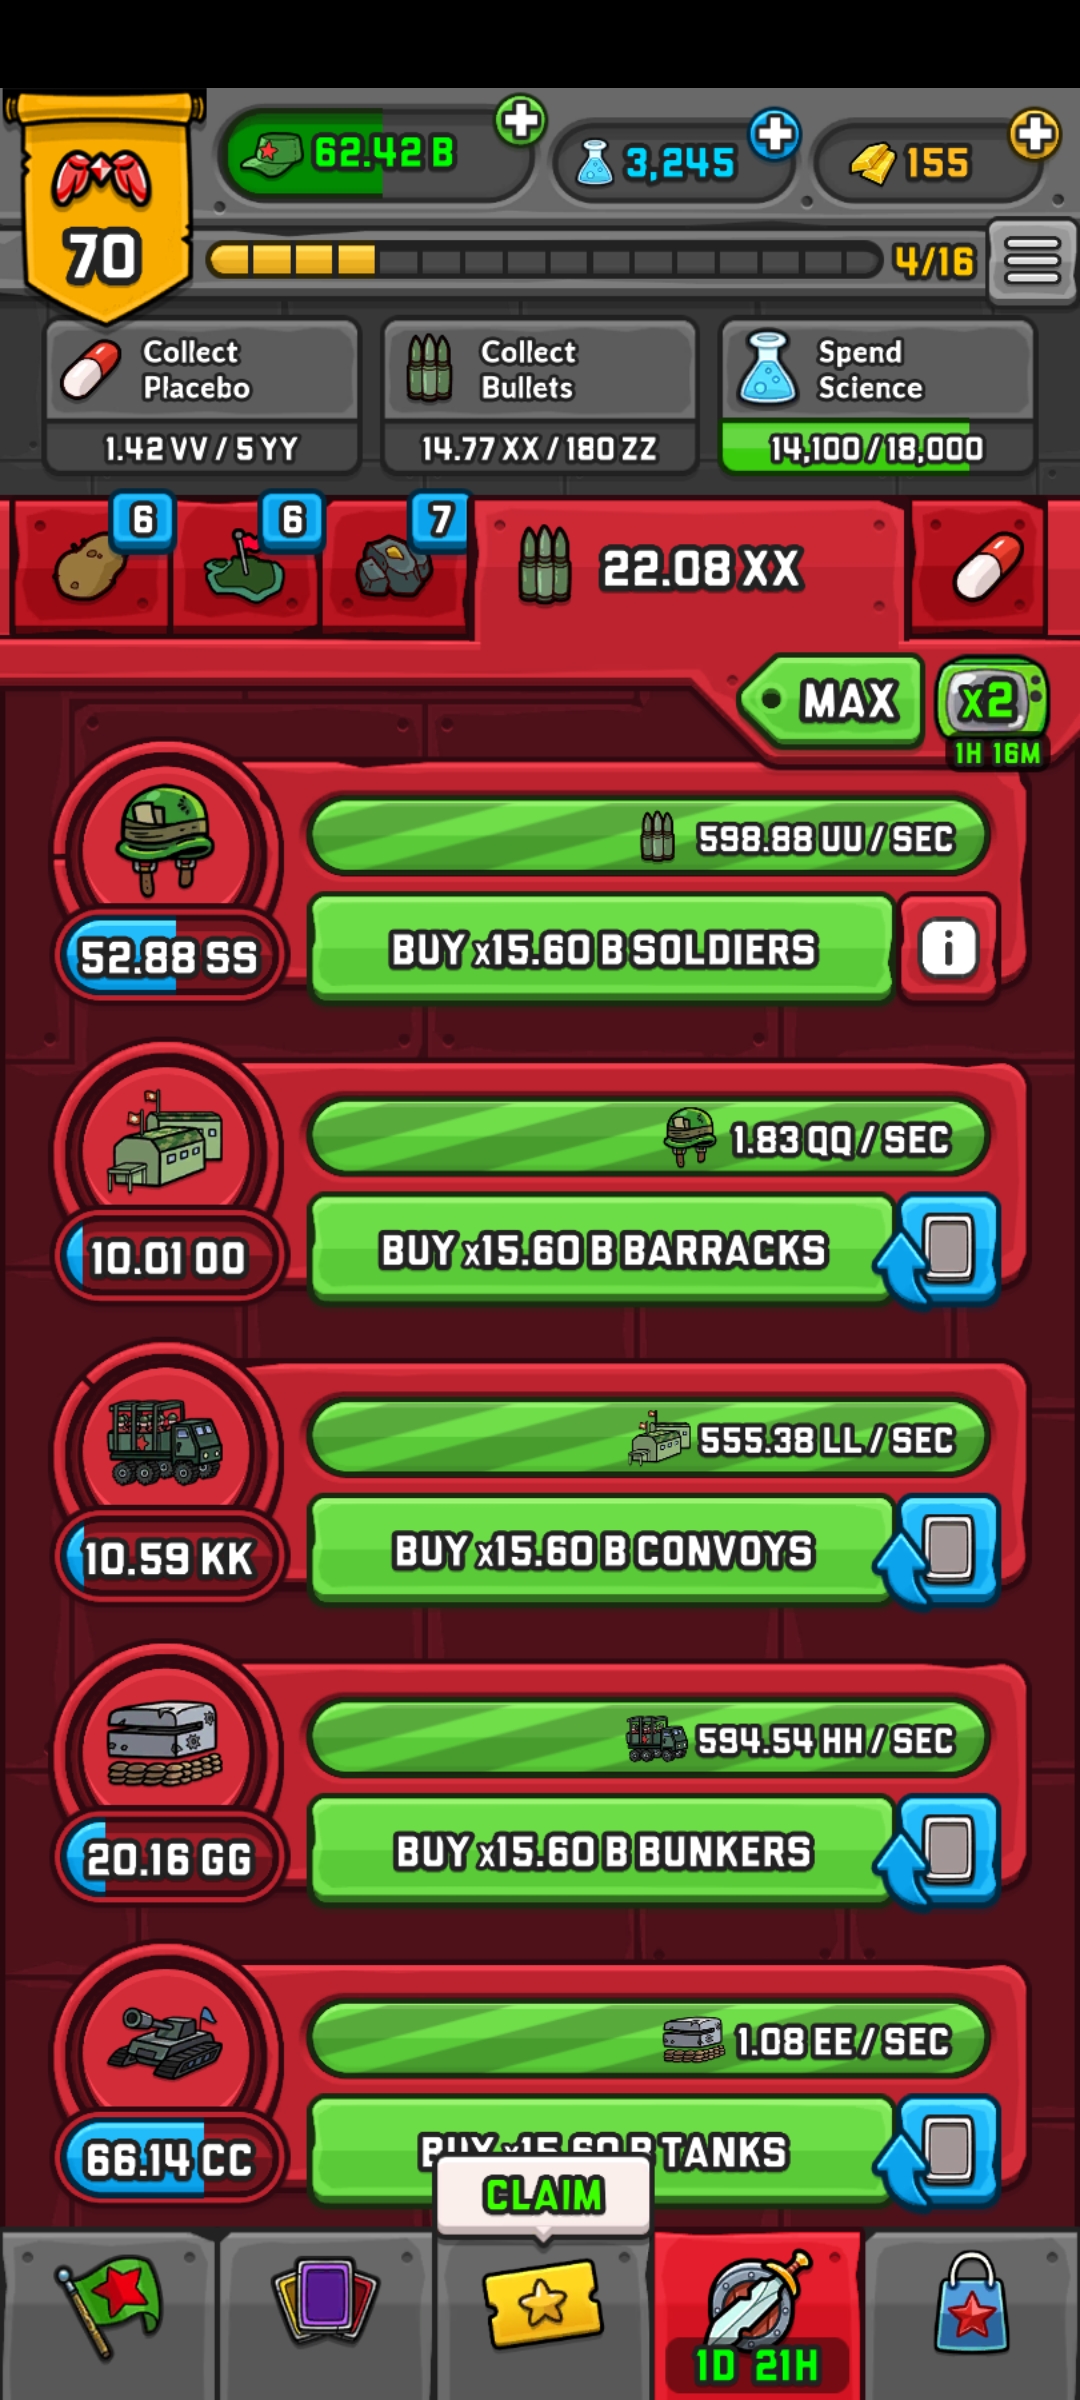 70
62.42 B
3,245
155
4/16
Collect
Placebo
1.42 VV / 5 YY
Collect
Bullets
14.77 XX / 180 ZZ
Spend
Science
14,100 / 18,000
6
6
7
22.08 XX
MAX
x2
1H 16M
598.88 UU / SEC
52.88 SS
BUY x15.60 B SOLDIERS
i
1.83 QQ / SEC
10.01 OO
BUY x15.60 B BARRACKS
555.38 LL / SEC
10.59 KK
BUY x15.60 B CONVOYS
594.54 HH / SEC
20.16 GG
BUY x15.60 B BUNKERS
1.08 EE / SEC
66.14 CC
BUY x15.60 B TANKS
CLAIM
1D 21H